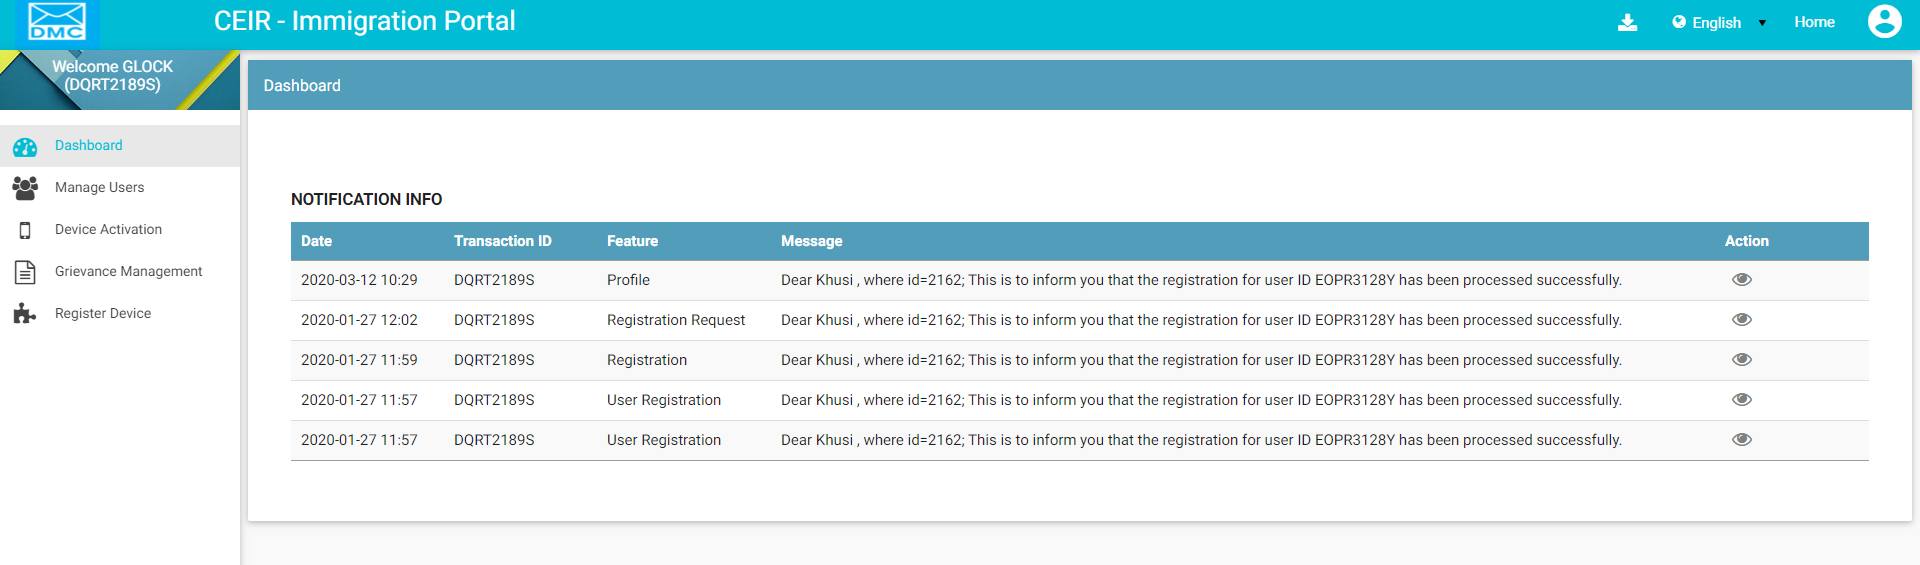 DMC
CEIR - Immigration Portal
English
Home
Welcome GLOCK
(DQRT2189S)
Dashboard
Manage Users
Device Activation
Grievance Management
Register Device
Dashboard
NOTIFICATION INFO
Date Transaction ID Feature Message Action
2020-03-12 10:29 DQRT2189S Profile Dear Khusi , where id=2162; This is to inform you that the registration for user ID EOPR3128Y has been processed successfully.
2020-01-27 12:02 DQRT2189S Registration Request Dear Khusi , where id=2162; This is to inform you that the registration for user ID EOPR3128Y has been processed successfully.
2020-01-27 11:59 DQRT2189S Registration Dear Khusi , where id=2162; This is to inform you that the registration for user ID EOPR3128Y has been processed successfully.
2020-01-27 11:57 DQRT2189S User Registration Dear Khusi , where id=2162; This is to inform you that the registration for user ID EOPR3128Y has been processed successfully.
2020-01-27 11:57 DQRT2189S User Registration Dear Khusi , where id=2162; This is to inform you that the registration for user ID EOPR3128Y has been processed successfully.